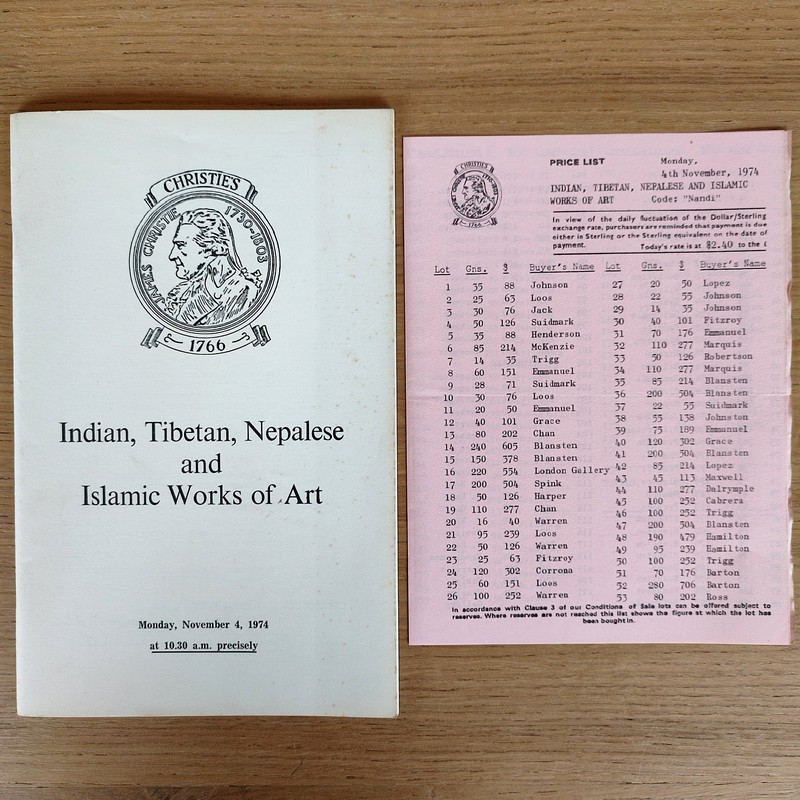 CHRISTIE'S
JAMES CHRISTIE 1730-1803
1766
Indian, Tibetan, Nepalese
and
Islamic Works of Art
Monday, November 4, 1974
at 10.30 a.m. precisely
CHRISTIE'S
JAMES CHRISTIE 1730-1803
1766
PRICE LIST Monday,
4th November, 1974
INDIAN, TIBETAN, NEPALESE AND ISLAMIC
WORKS OF ART Code: "Nandi"
In view of the daily fluctuation of the Dollar/Sterling
exchange rate, purchasers are reminded that payment is due
either in Sterling or the Sterling equivalent on the date of
payment. Today's rate is at $2.40 to the £
Lot Gns. $ Buyer's Name
1 35 88 Johnson
2 25 63 Loos
3 30 76 Jack
4 50 126 Suidmark
5 35 88 Henderson
6 85 214 McKenzie
7 14 35 Trigg
8 60 151 Emmanuel
9 28 71 Suidmark
10 30 76 Loos
11 20 50 Emmanuel
12 40 101 Grace
13 80 202 Chan
14 240 605 Blansten
15 150 378 Blansten
16 220 554 London Gallery
17 200 504 Spink
18 50 126 Harper
19 110 277 Chan
20 16 40 Warren
21 95 239 Loos
22 50 126 Warren
23 25 63 Fitzroy
24 120 302 Corrona
25 60 151 Loes
26 100 252 Warren
Lot Gns. $ Buyer's Name
27 20 50 Lopez
28 22 55 Johnson
29 14 35 Johnson
30 40 101 Fitzroy
31 70 176 Emmanuel
32 110 277 Marquis
33 50 126 Robertson
34 110 277 Marquis
35 85 214 Blansten
36 200 504 Blansten
37 22 55 Suidmark
38 55 138 Johnston
39 75 189 Emmanuel
40 120 302 Grace
41 200 504 Blansten
42 85 214 Lopez
43 45 113 Maxwell
44 110 277 Dalrymple
45 100 252 Cabrera
46 100 252 Trigg
47 200 504 Blansten
48 190 479 Hamilton
49 95 239 Hamilton
50 100 252 Trigg
51 70 176 Barton
52 280 706 Barton
53 80 202 Ross
In accordance with Clause 3 of our Conditions of Sale lots can be offered subject to
reserves. Where reserves are not reached this list shows the figure at which the lot has
been bought in.